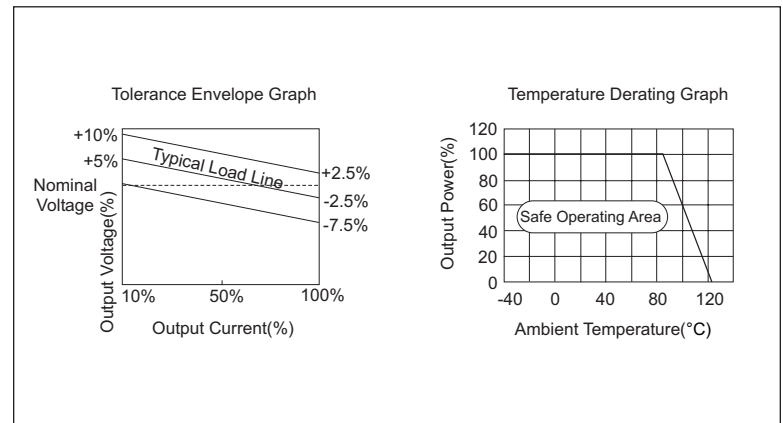 Tolerance Envelope Graph
+10%
+5%
Nominal
Voltage
Output Voltage(%)
Typical Load Line
+2.5%
-2.5%
-7.5%
10%
50%
100%
Output Current(%)
Temperature Derating Graph
Output Power(%)
120
100
80
60
40
20
0
Safe Operating Area
-40
0
40
80
120
Ambient Temperature(°C)